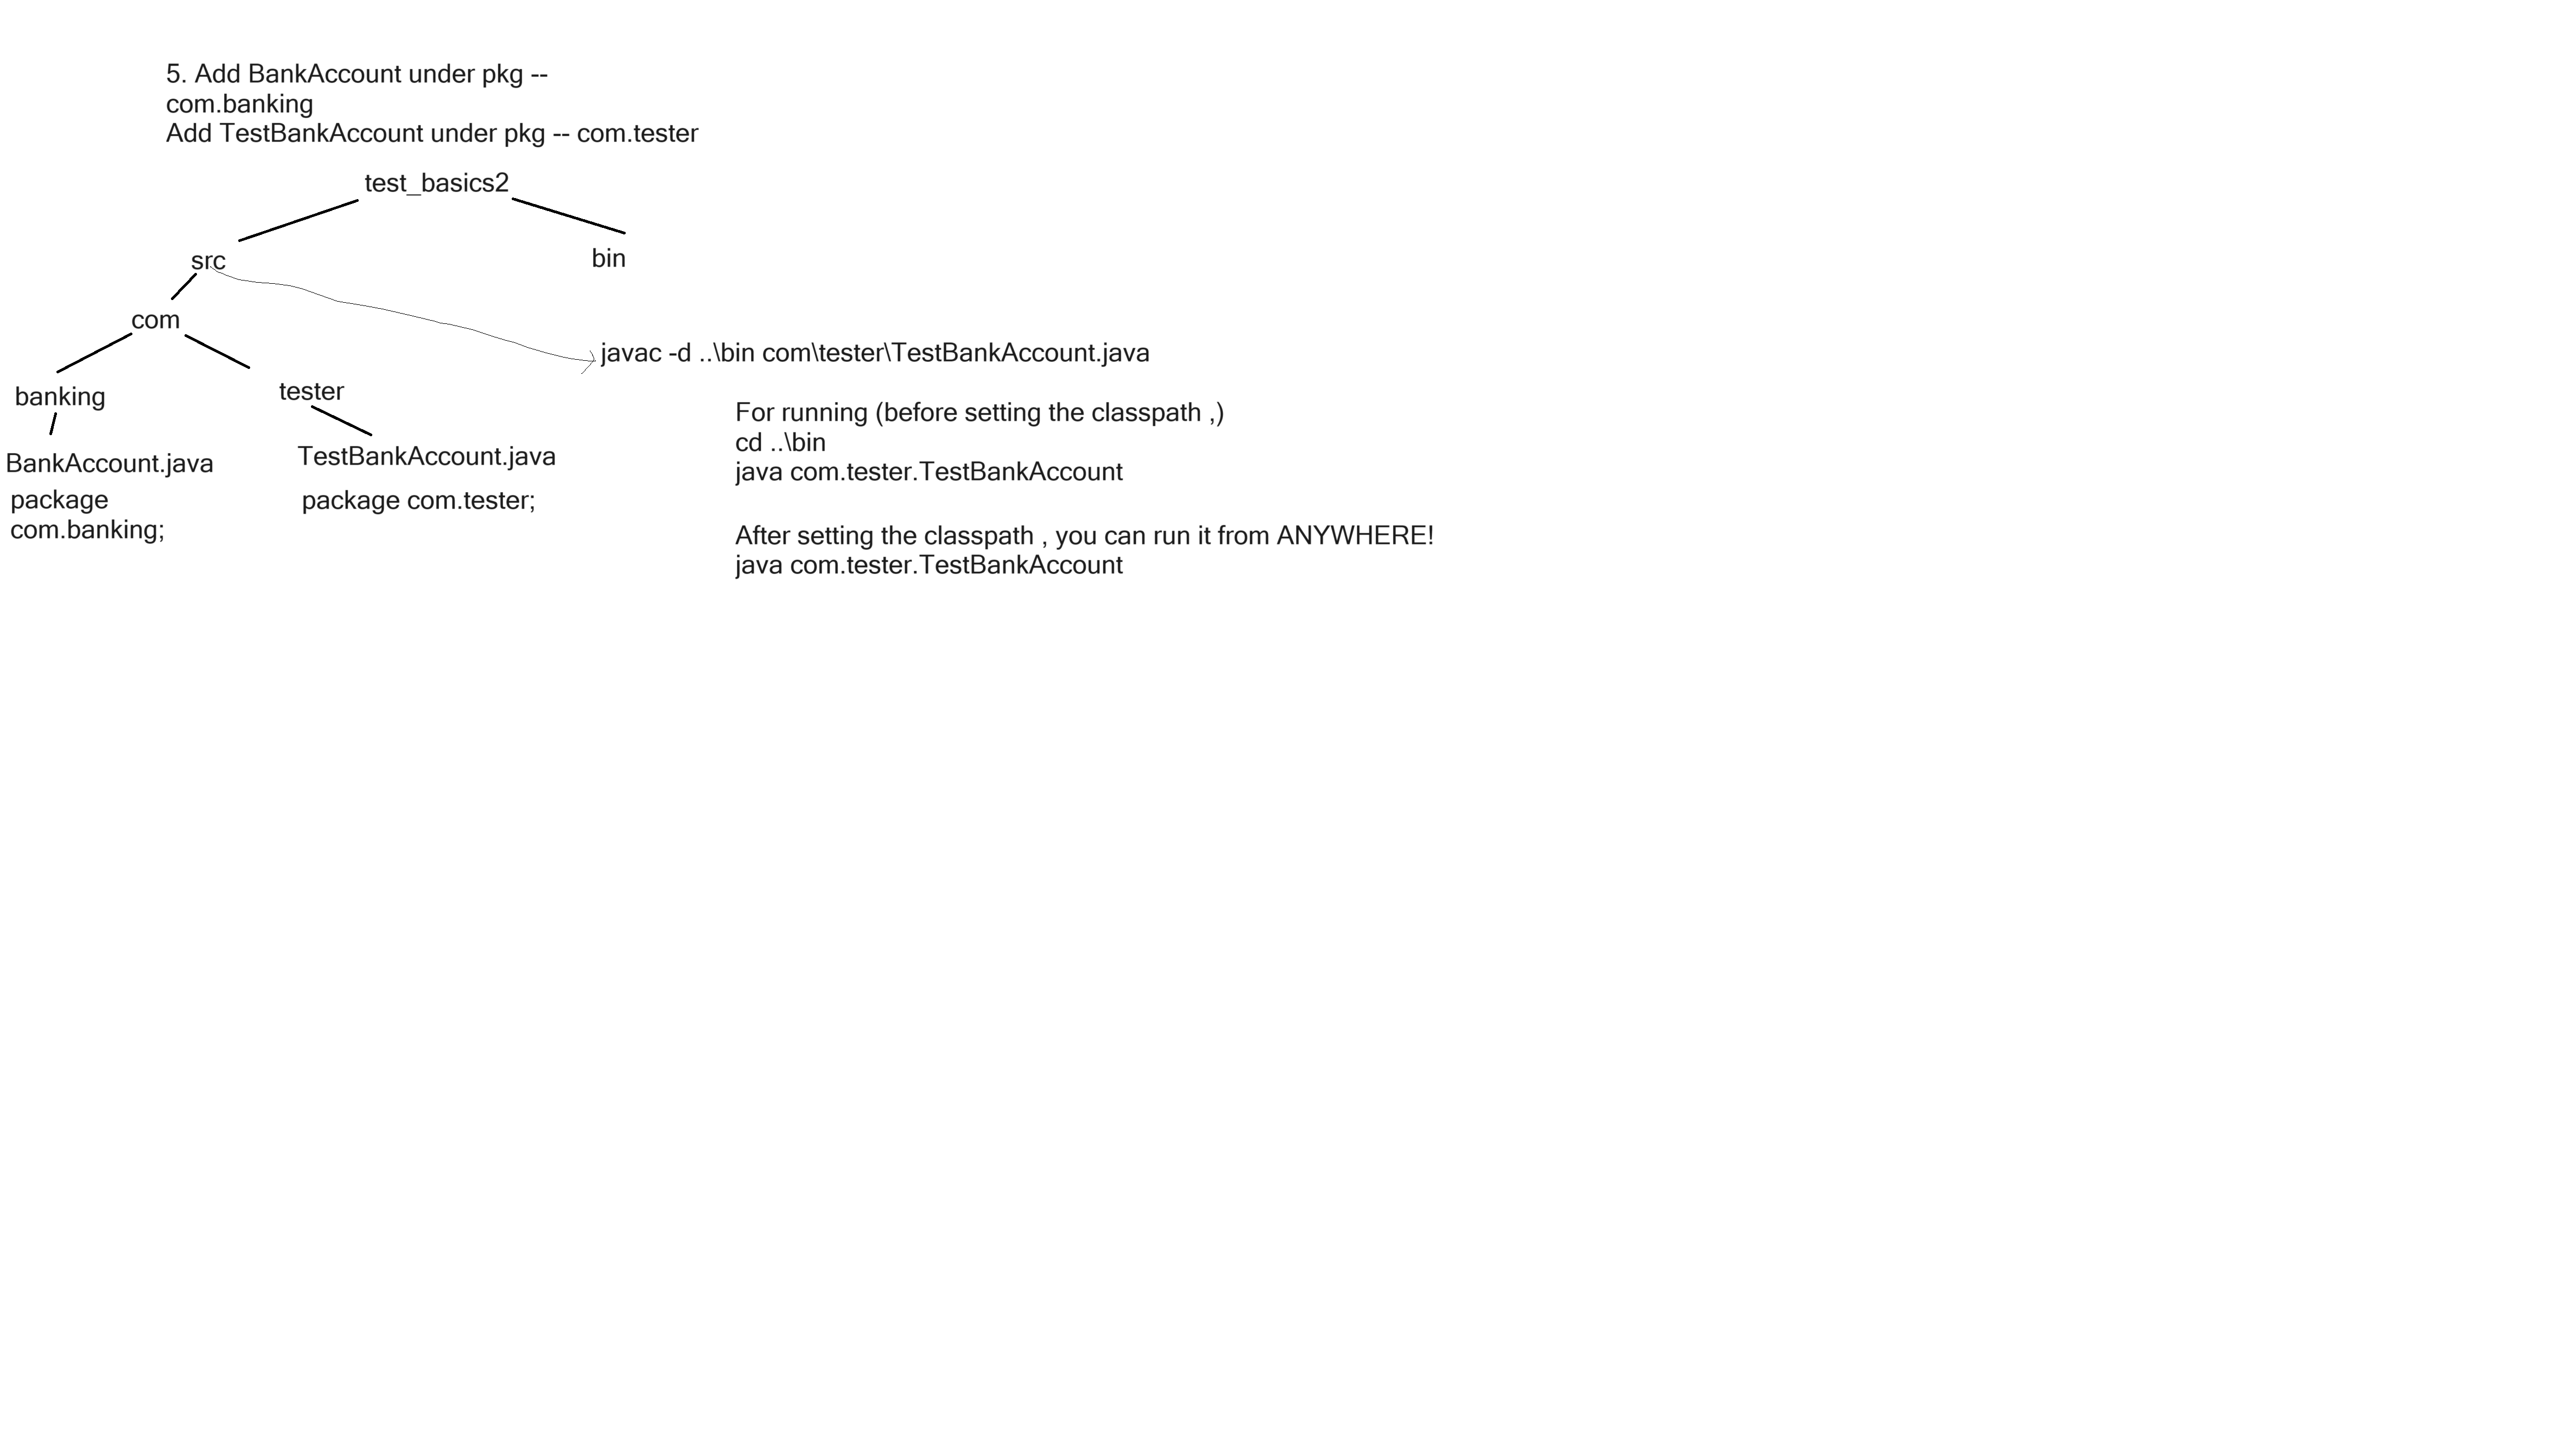 5. Add BankAccount under pkg --
com.banking
Add TestBankAccount under pkg -- com.tester
test_basics2
src
bin
com
javac -d ..\bin com\tester\TestBankAccount.java
banking
tester
For running (before setting the classpath ,)
cd ..\bin
java com.tester.TestBankAccount
BankAccount.java
TestBankAccount.java
package
com.banking;
package com.tester;
After setting the classpath , you can run it from ANYWHERE!
java com.tester.TestBankAccount